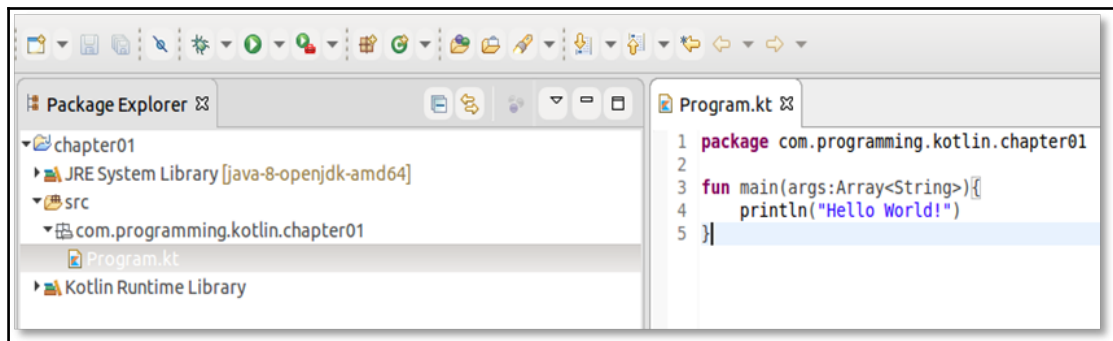 Package Explorer
chapter01
JRE System Library [java-8-openjdk-amd64]
src
com.programming.kotlin.chapter01
Program.kt
Kotlin Runtime Library
Program.kt
1 package com.programming.kotlin.chapter01
2
3 fun main(args:Array<String>){
4     println("Hello World!")
5 }